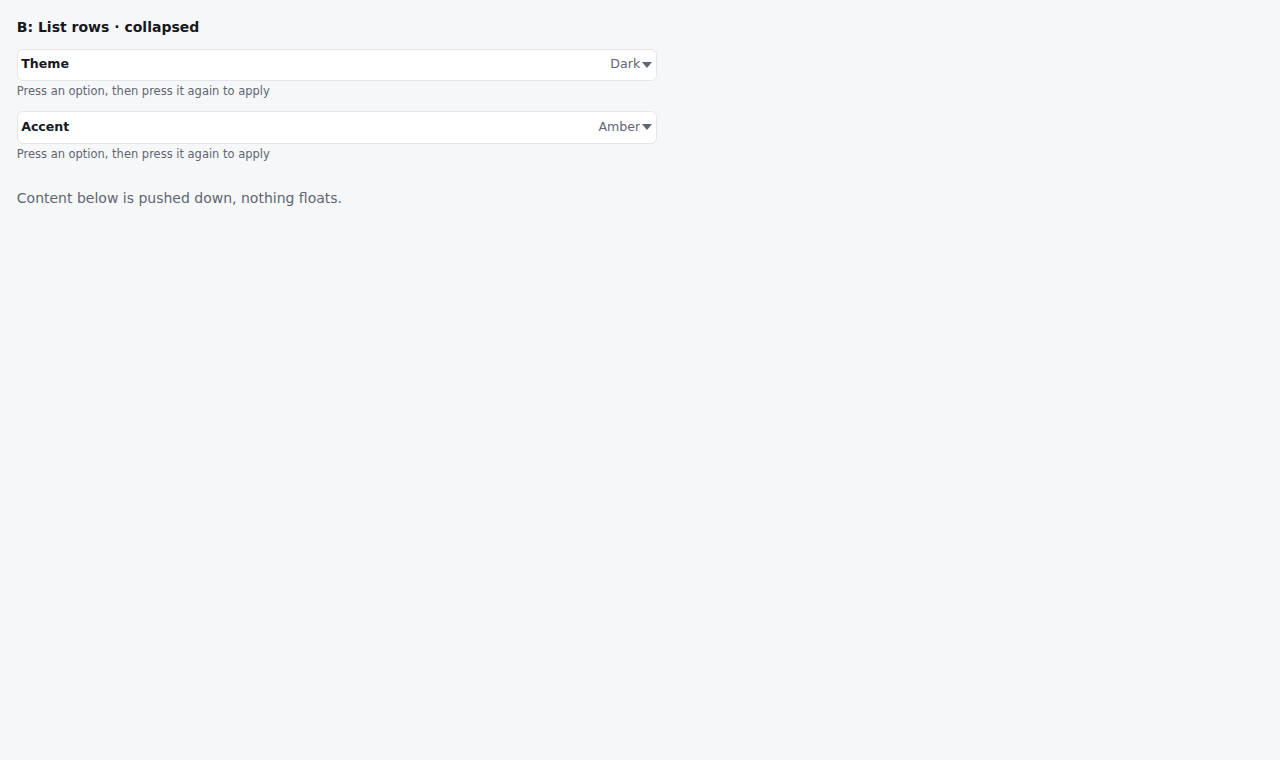 B: List rows · collapsed
Theme Dark
Press an option, then press it again to apply
Accent Amber
Press an option, then press it again to apply
Content below is pushed down, nothing floats.